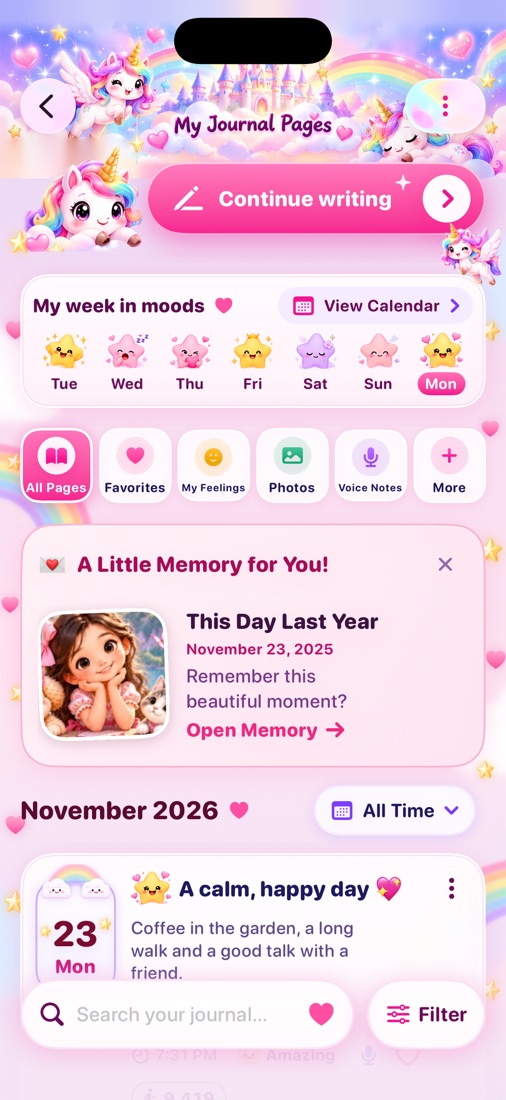 My Journal Pages
Continue writing
My week in moods
View Calendar
Tue Wed Thu Fri Sat Sun Mon
All Pages Favorites My Feelings Photos Voice Notes More
A Little Memory for You!
This Day Last Year
November 23, 2025
Remember this
beautiful moment?
Open Memory
November 2026
All Time
A calm, happy day
23
Mon
Coffee in the garden, a long
walk and a good talk with a
friend.
Search your journal...
Filter
7:31 PM Amazing
9,419